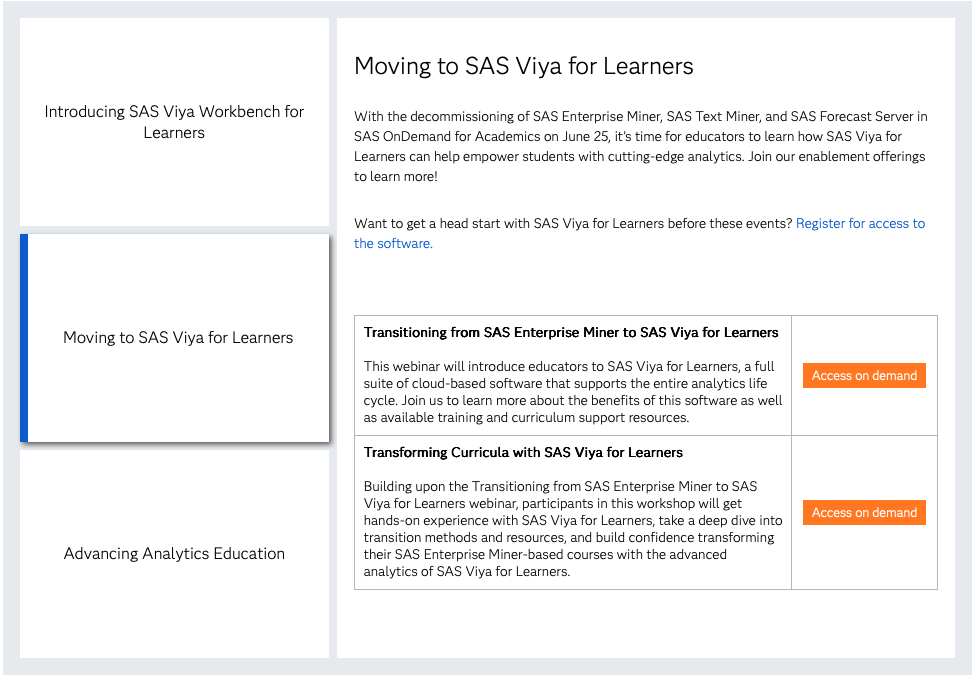 Introducing SAS Viya Workbench for
Learners
Moving to SAS Viya for Learners
Advancing Analytics Education
Moving to SAS Viya for Learners
With the decommissioning of SAS Enterprise Miner, SAS Text Miner, and SAS Forecast Server in
SAS OnDemand for Academics on June 25, it's time for educators to learn how SAS Viya for
Learners can help empower students with cutting-edge analytics. Join our enablement offerings
to learn more!
Want to get a head start with SAS Viya for Learners before these events? Register for access to
the software.
Transitioning from SAS Enterprise Miner to SAS Viya for Learners
This webinar will introduce educators to SAS Viya for Learners, a full
suite of cloud-based software that supports the entire analytics life
cycle. Join us to learn more about the benefits of this software as well
as available training and curriculum support resources.
Access on demand
Transforming Curricula with SAS Viya for Learners
Building upon the Transitioning from SAS Enterprise Miner to SAS
Viya for Learners webinar, participants in this workshop will get
hands-on experience with SAS Viya for Learners, take a deep dive into
transition methods and resources, and build confidence transforming
their SAS Enterprise Miner-based courses with the advanced
analytics of SAS Viya for Learners.
Access on demand